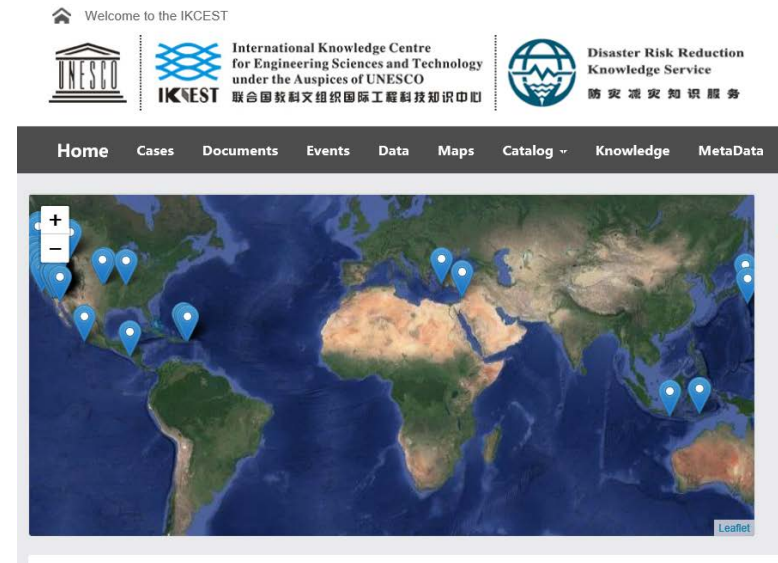 Welcome to the IKCEST
UNESCO
International Knowledge Centre
for Engineering Sciences and Technology
under the Auspices of UNESCO
IKCEST 联合国教科文组织国际工程科技知识中心
Disaster Risk Reduction
Knowledge Service
防灾减灾知识服务
Home Cases Documents Events Data Maps Catalog Knowledge MetaData
+
−
Leaflet